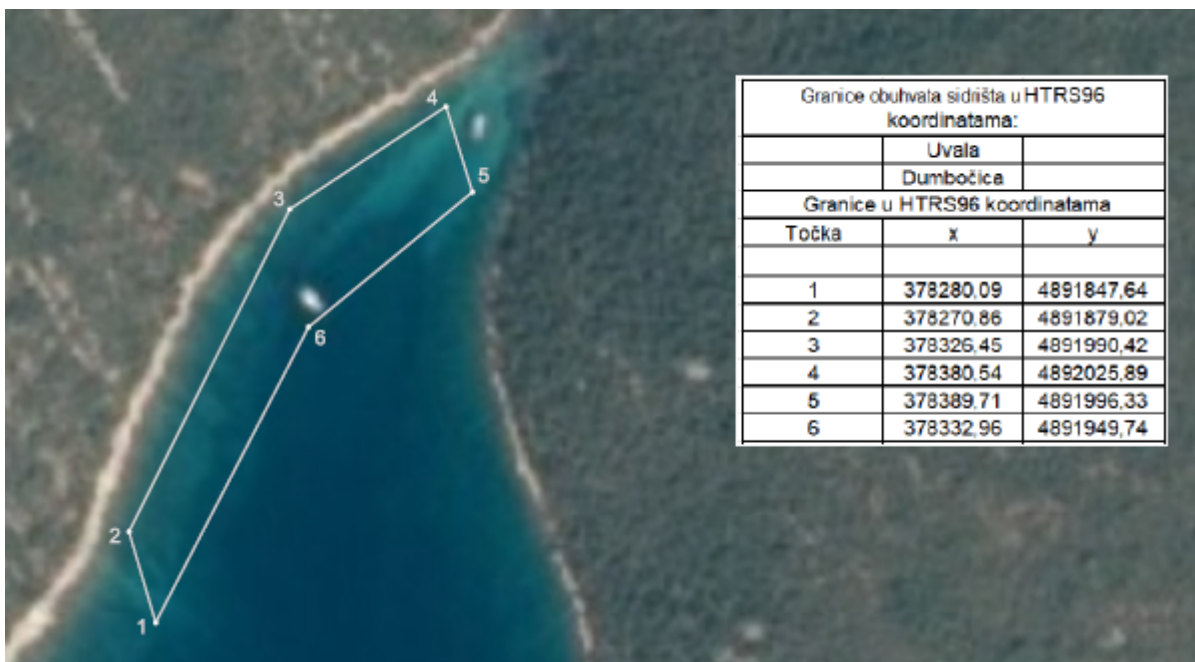 4
5
3
6
2
1
Granice obuhvata sidrišta u HTRS96
koordinatama:
Uvala
Dumbočica
Granice u HTRS96 koordinatama
Točka x y
1 378280,09 4891847,64
2 378270,86 4891879,02
3 378326,45 4891990,42
4 378380,54 4892025,89
5 378389,71 4891996,33
6 378332,96 4891949,74